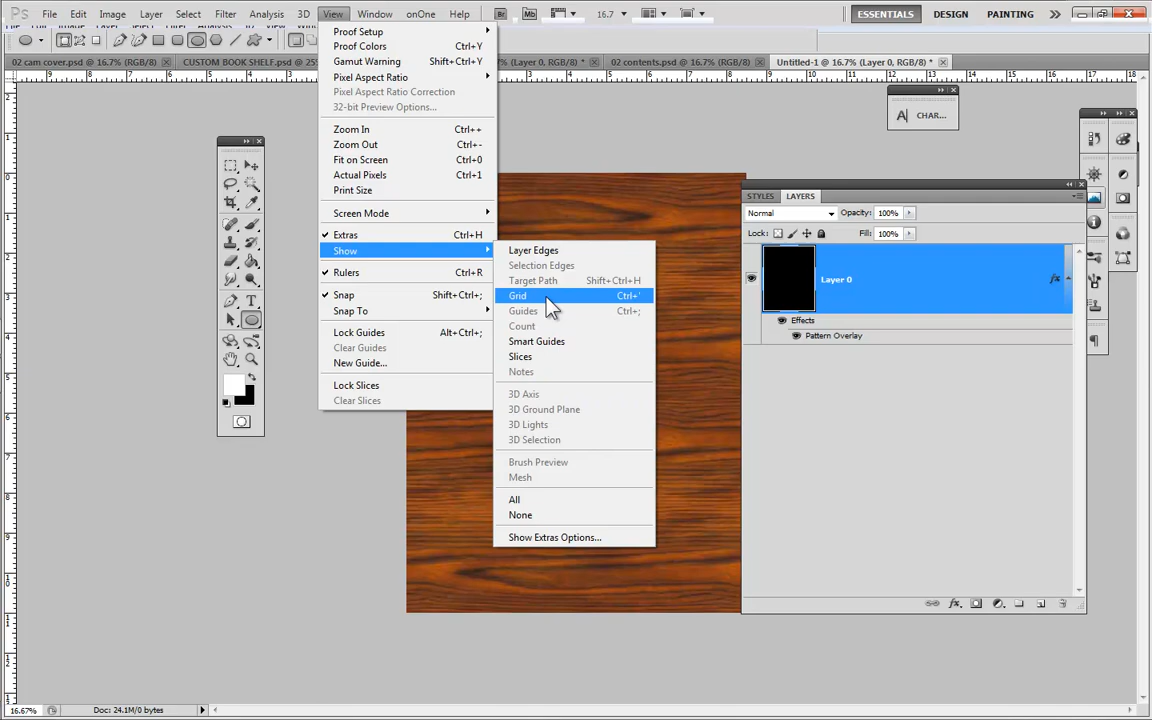 PS
File Edit Image Layer Select Filter Analysis 3D View Window onOne Help Br Mb 16.7 ESSENTIALS DESIGN PAINTING
02 cam cover.psd @ 16.7% (RGB/8) CUSTOM BOOK SHELF.psd @ 25 % (Layer 0, RGB/8) * 02 contents.psd @ 16.7% (RGB/8) Untitled-1 @ 16.7% (Layer 0, RGB/8) *
Proof Setup
Proof Colors Ctrl+Y
Gamut Warning Shift+Ctrl+Y
Pixel Aspect Ratio
Pixel Aspect Ratio Correction
32-bit Preview Options...
Zoom In Ctrl++
Zoom Out Ctrl+-
Fit on Screen Ctrl+0
Actual Pixels Ctrl+1
Print Size
Screen Mode
Extras Ctrl+H
Show
Rulers Ctrl+R
Snap Shift+Ctrl+;
Snap To
Lock Guides Alt+Ctrl+;
Clear Guides
New Guide...
Lock Slices
Clear Slices
Layer Edges
Selection Edges
Target Path Shift+Ctrl+H
Grid Ctrl+'
Guides Ctrl+;
Count
Smart Guides
Slices
Notes
3D Axis
3D Ground Plane
3D Lights
3D Selection
Brush Preview
Mesh
All
None
Show Extras Options...
A CHAR...
STYLES LAYERS
Normal Opacity: 100%
Lock: Fill: 100%
Layer 0 fx
Effects
Pattern Overlay
16.67% Doc: 24.1M/0 bytes